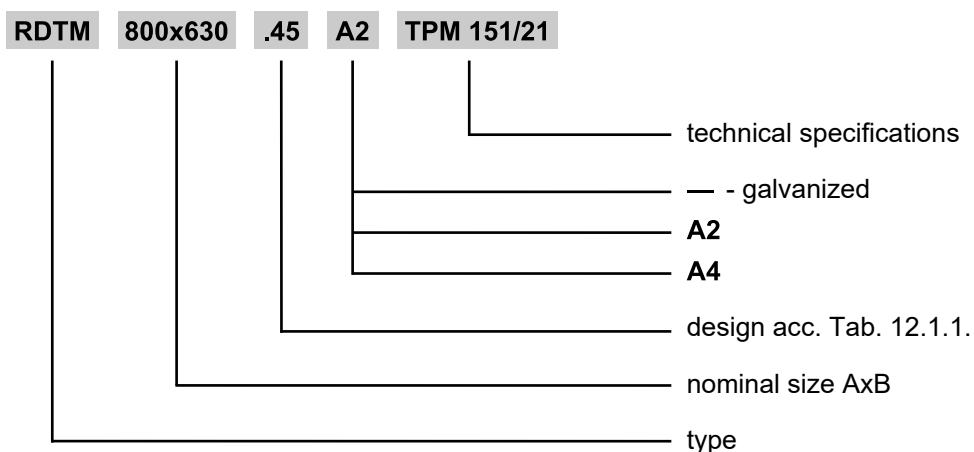 RDTM 800x630 .45 A2 TPM 151/21
technical specifications
— - galvanized
A2
A4
design acc. Tab. 12.1.1.
nominal size AxB
type